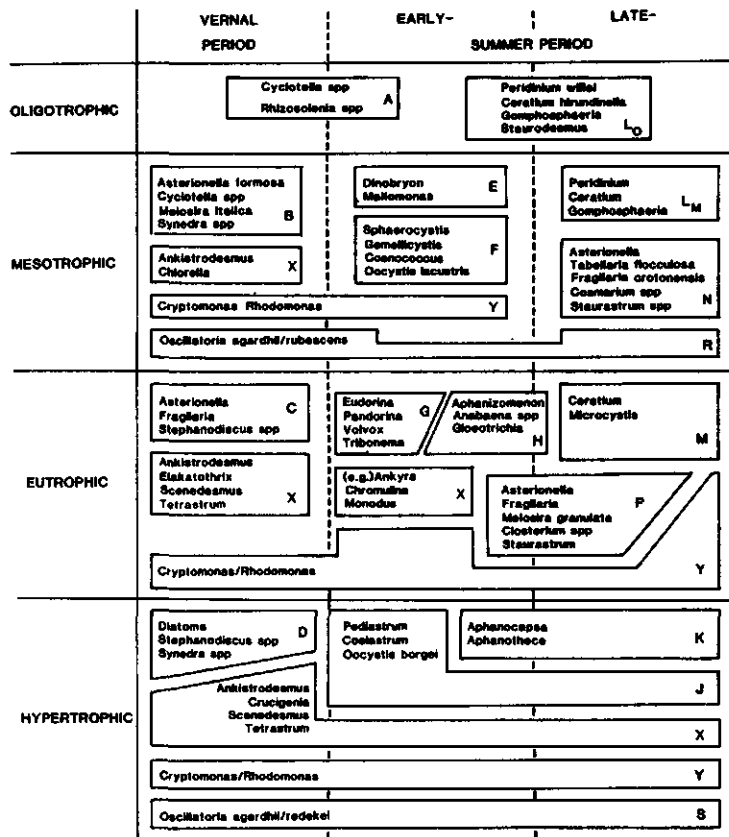 VERNAL
PERIOD
EARLY-
LATE-
SUMMER PERIOD
OLIGOTROPHIC
Cyclotella spp
Rhizosolenia spp
A
Peridinium willei
Ceratium hirundinella
Gomphosphaeria
Staurodesmus
LO
MESOTROPHIC
Asterionella formosa
Cyclotella spp
Melosira italica
Synedra spp
B
Dinobryon
Mallomonas
E
Peridinium
Ceratium
Gomphosphaeria
LM
Ankistrodesmus
Chlorella
X
Sphaerocystis
Gemellicystis
Coenococcus
Oocystis lacustris
F
Asterionella
Tabellaria flocculosa
Fragilaria crotonensis
Cosmarium spp
Staurastrum spp
N
Cryptomonas Rhodomonas
Y
Oscillatoria agardhii/rubescens
R
EUTROPHIC
Asterionella
Fragilaria
Stephanodiscus spp
C
Eudorina
Pandorina
Volvox
Tribonema
G
Aphanizomenon
Anabaena spp
Gloeotrichia
H
Ceratium
Microcystis
M
Ankistrodesmus
Elakatothrix
Scenedesmus
Tetrastrum
X
(e.g.)Ankyra
Chromulina
Monodus
X
Asterionella
Fragilaria
Melosira granulata
Closterium spp
Staurastrum
P
Cryptomonas/Rhodomonas
Y
HYPERTROPHIC
Diatoms
Stephanodiscus spp
Synedra spp
D
Pediastrum
Coelastrum
Oocystis borgei
J
Aphanocapsa
Aphanothece
K
Ankistrodesmus
Crucigenia
Scenedesmus
Tetrastrum
X
Cryptomonas/Rhodomonas
Y
Oscillatoria agardhii/redekei
S